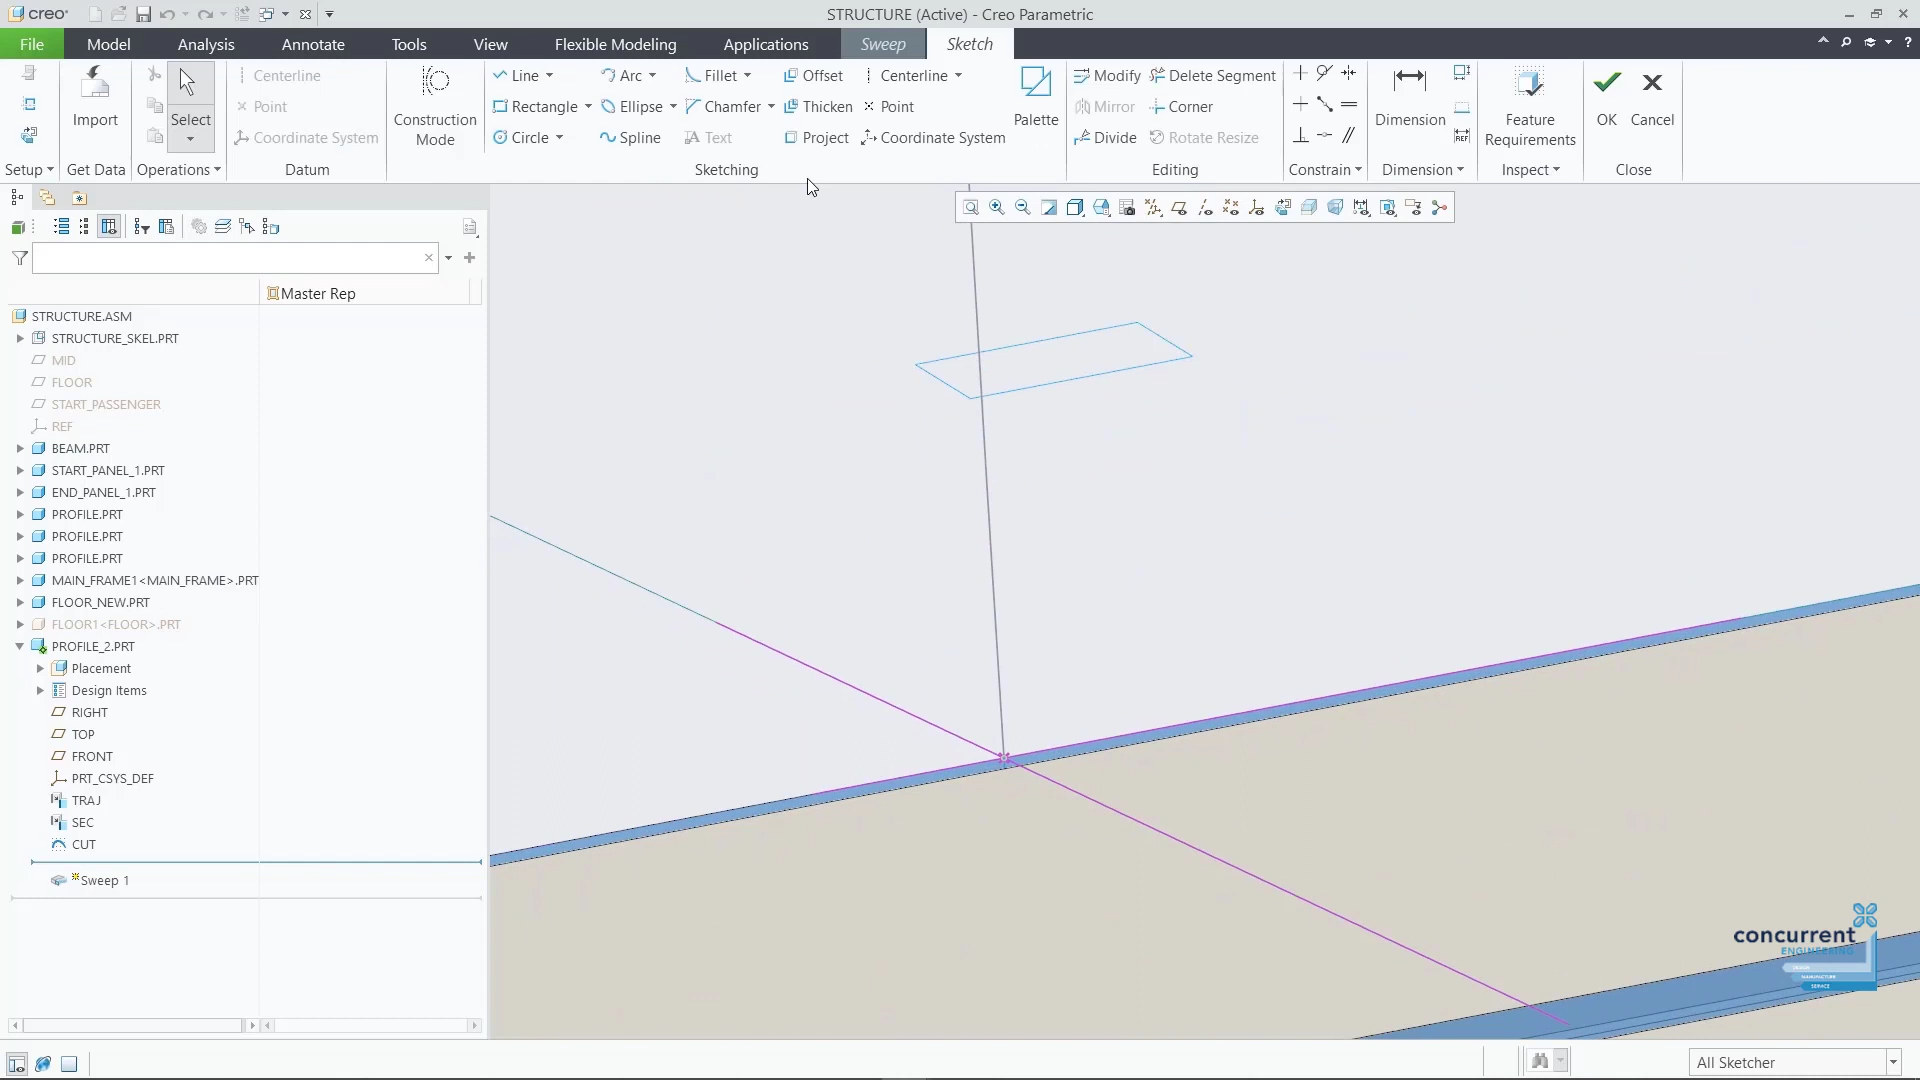 creo
STRUCTURE (Active) - Creo Parametric
File Model Analysis Annotate Tools View Flexible Modeling Applications Sweep Sketch
Import
Select
Centerline
Point
Coordinate System
Construction Mode
Line Arc Fillet Offset Centerline
Rectangle Ellipse Chamfer Thicken Point
Circle Spline Text Project Coordinate System
Palette
Modify Delete Segment
Mirror Corner
Divide Rotate Resize
Dimension
Feature Requirements
OK Cancel
Setup Get Data Operations Datum Sketching Editing Constrain Dimension Inspect Close
Master Rep
STRUCTURE.ASM
STRUCTURE_SKEL.PRT
MID
FLOOR
START_PASSENGER
REF
BEAM.PRT
START_PANEL_1.PRT
END_PANEL_1.PRT
PROFILE.PRT
PROFILE.PRT
PROFILE.PRT
MAIN_FRAME1<MAIN_FRAME>.PRT
FLOOR_NEW.PRT
FLOOR1<FLOOR>.PRT
PROFILE_2.PRT
Placement
Design Items
RIGHT
TOP
FRONT
PRT_CSYS_DEF
TRAJ
SEC
CUT
Sweep 1
concurrent
ENGINEERING
DESIGN
MANUFACTURE
SERVICE
All Sketcher